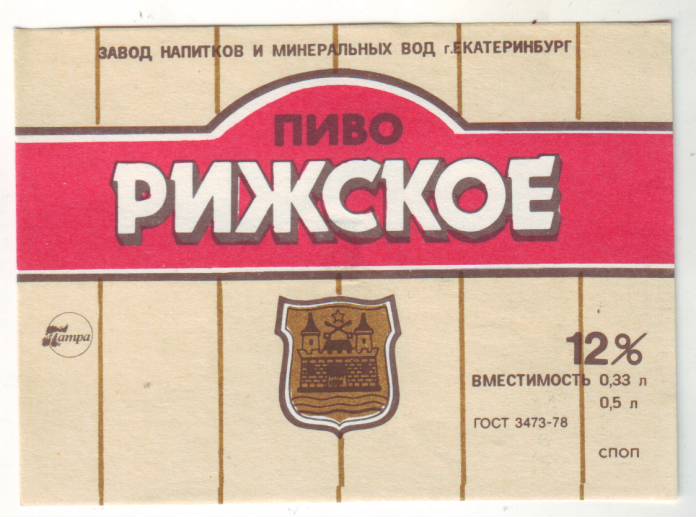 ЗАВОД НАПИТКОВ И МИНЕРАЛЬНЫХ ВОД г.ЕКАТЕРИНБУРГ
ПИВО
РИЖСКОЕ
Патра
12%
ВМЕСТИМОСТЬ 0,33 л
0,5 л
ГОСТ 3473-78
СПОП